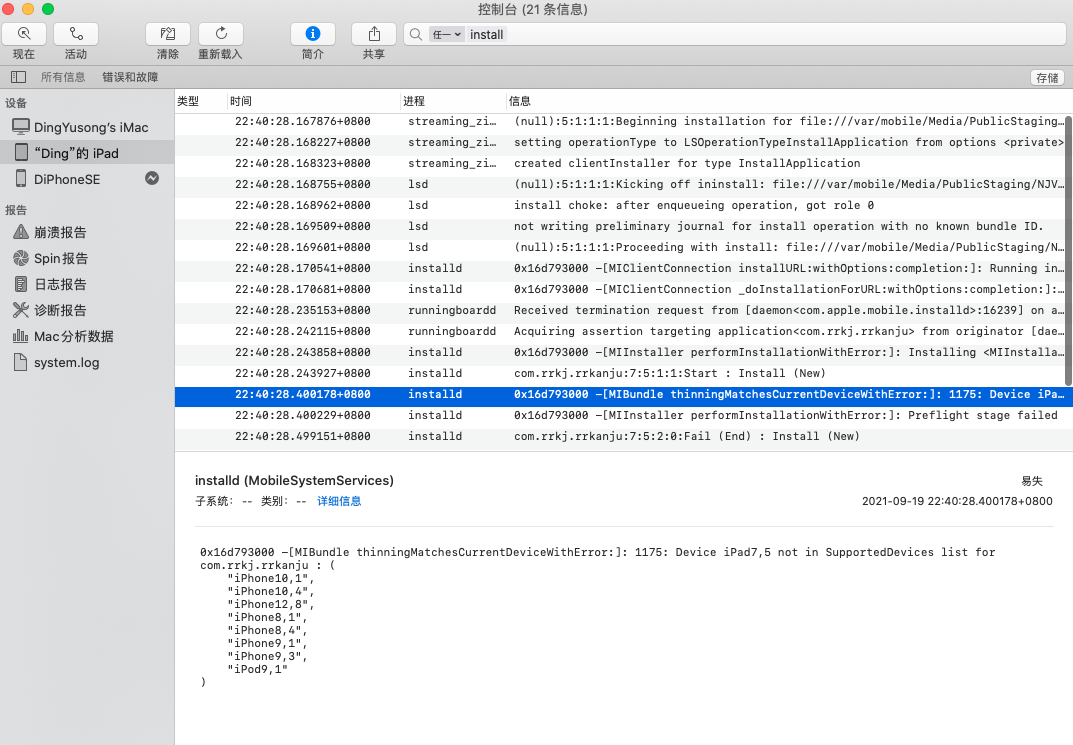 控制台 (21 条信息)
任一 install
现在 活动 清除 重新载入 简介 共享
所有信息 错误和故障 存储
设备
DingYusong’s iMac
“Ding”的 iPad
DiPhoneSE
报告
崩溃报告
Spin 报告
日志报告
诊断报告
Mac 分析数据
system.log
类型 时间 进程 信息
22:40:28.167876+0800 streaming_zi… (null):5:1:1:1:Beginning installation for file:///var/mobile/Media/PublicStaging…
22:40:28.168227+0800 streaming_zi… setting operationType to LSOperationTypeInstallApplication from options <private>
22:40:28.168323+0800 streaming_zi… created clientInstaller for type InstallApplication
22:40:28.168755+0800 lsd (null):5:1:1:1:Kicking off ininstall: file:///var/mobile/Media/PublicStaging/NJV…
22:40:28.168962+0800 lsd install choke: after enqueueing operation, got role 0
22:40:28.169509+0800 lsd not writing preliminary journal for install operation with no known bundle ID.
22:40:28.169601+0800 lsd (null):5:1:1:1:Proceeding with install: file:///var/mobile/Media/PublicStaging/N…
22:40:28.170541+0800 installd 0x16d793000 -[MIClientConnection installURL:withOptions:completion:]: Running in…
22:40:28.170681+0800 installd 0x16d793000 -[MIClientConnection _doInstallationForURL:withOptions:completion:]:…
22:40:28.235153+0800 runningboardd Received termination request from [daemon<com.apple.mobile.installd>:16239] on a…
22:40:28.242115+0800 runningboardd Acquiring assertion targeting application<com.rrkj.rrkanju> from originator [dae…
22:40:28.243858+0800 installd 0x16d793000 -[MIInstaller performInstallationWithError:]: Installing <MIInstalla…
22:40:28.243927+0800 installd com.rrkj.rrkanju:7:5:1:1:Start : Install (New)
22:40:28.400178+0800 installd 0x16d793000 -[MIBundle thinningMatchesCurrentDeviceWithError:]: 1175: Device iPa…
22:40:28.400229+0800 installd 0x16d793000 -[MIInstaller performInstallationWithError:]: Preflight stage failed
22:40:28.499151+0800 installd com.rrkj.rrkanju:7:5:2:0:Fail (End) : Install (New)
installd (MobileSystemServices) 易失
子系统: -- 类别: -- 详细信息 2021-09-19 22:40:28.400178+0800
0x16d793000 -[MIBundle thinningMatchesCurrentDeviceWithError:]: 1175: Device iPad7,5 not in SupportedDevices list for
com.rrkj.rrkanju : (
"iPhone10,1",
"iPhone10,4",
"iPhone12,8",
"iPhone8,1",
"iPhone8,4",
"iPhone9,1",
"iPhone9,3",
"iPod9,1"
)